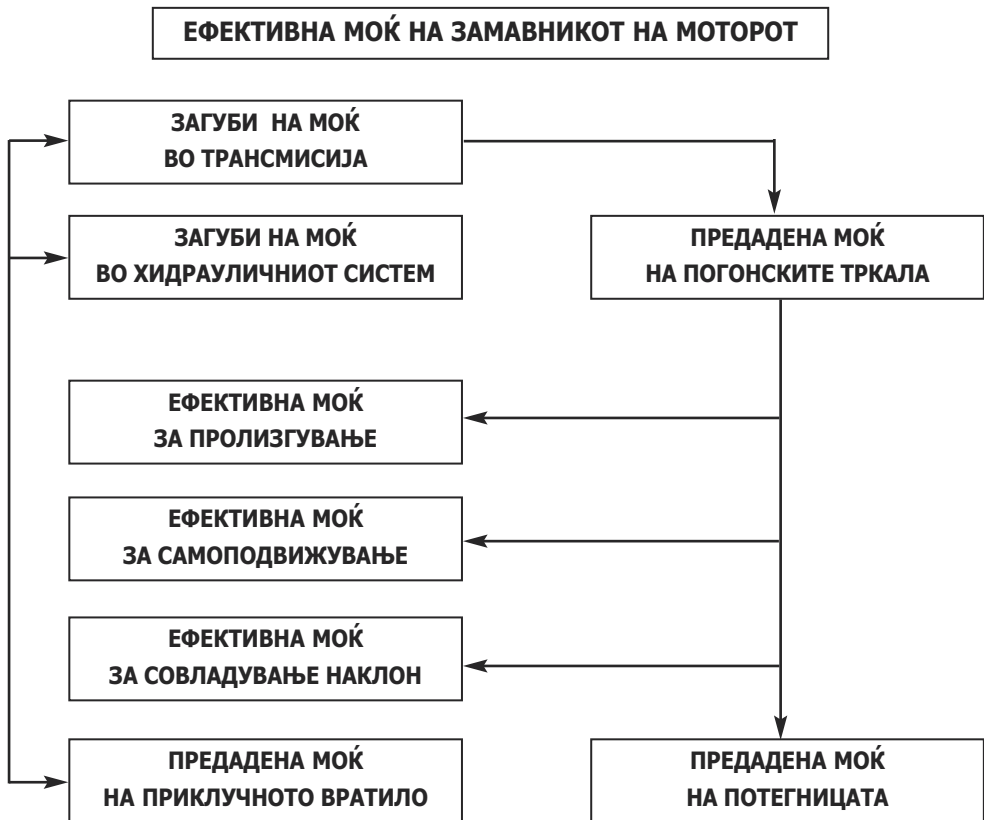 ЕФЕКТИВНА МОЌ НА ЗАМАВНИКОТ НА МОТОРОТ
ЗАГУБИ НА МОЌ
ВО ТРАНСМИСИЈА
ЗАГУБИ НА МОЌ
ВО ХИДРАУЛИЧНИОТ СИСТЕМ
ПРЕДАДЕНА МОЌ
НА ПОГОНСКИТЕ ТРКАЛА
ЕФЕКТИВНА МОЌ
ЗА ПРОЛИЗГУВАЊЕ
ЕФЕКТИВНА МОЌ
ЗА САМОПОДВИЖУВАЊЕ
ЕФЕКТИВНА МОЌ
ЗА СОВЛАДУВАЊЕ НАКЛОН
ПРЕДАДЕНА МОЌ
НА ПРИКЛУЧНОТО ВРАТИЛО
ПРЕДАДЕНА МОЌ
НА ПОТЕГНИЦАТА